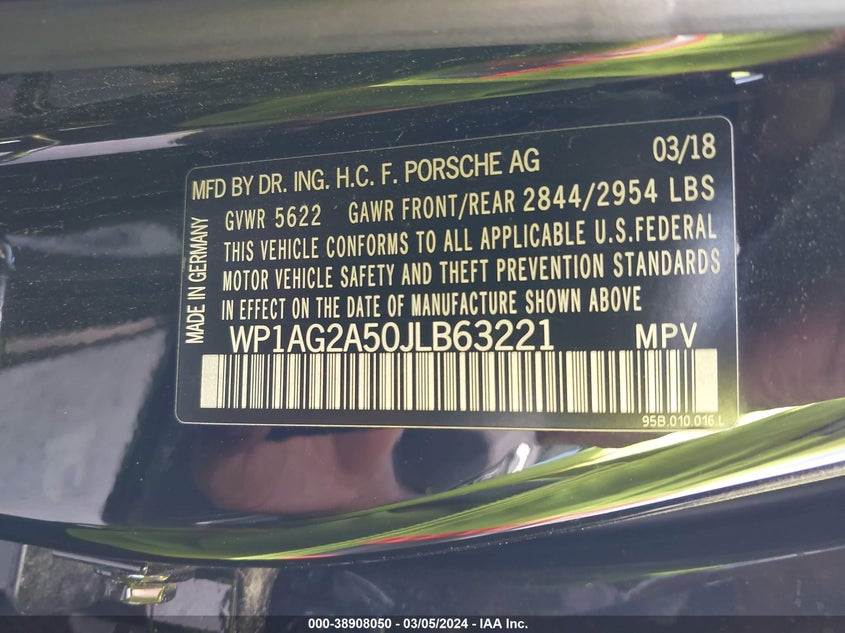 MFD BY DR. ING. H.C. F. PORSCHE AG 03/18
GVWR 5622 GAWR FRONT/REAR 2844/2954 LBS
THIS VEHICLE CONFORMS TO ALL APPLICABLE U.S.FEDERAL
MOTOR VEHICLE SAFETY AND THEFT PREVENTION STANDARDS
IN EFFECT ON THE DATE OF MANUFACTURE SHOWN ABOVE
MADE IN GERMANY
WP1AG2A50JLB63221 MPV
95B.010.016.L
000-38908050 - 03/05/2024 - IAA Inc.